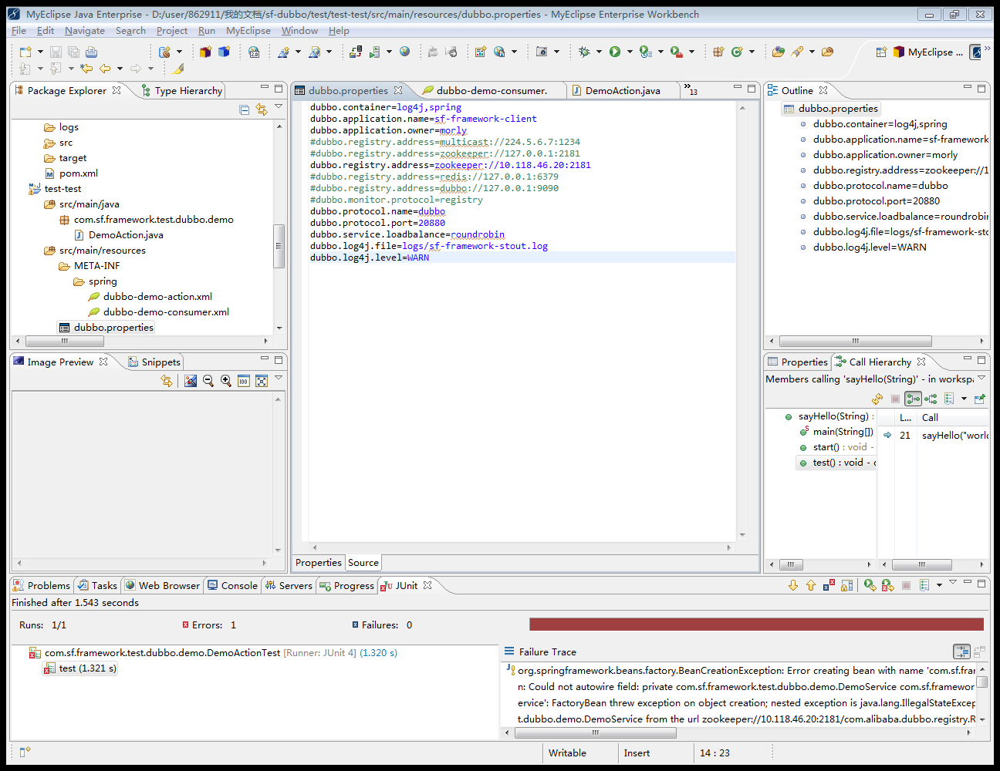 MyEclipse Java Enterprise - D:/user/862911/我的文档/sf-dubbo/test/test-test/src/main/resources/dubbo.properties - MyEclipse Enterprise Workbench
File Edit Navigate Search Project Run MyEclipse Window Help
MyEclipse ...
Package Explorer Type Hierarchy
logs
src
target
pom.xml
test-test
src/main/java
com.sf.framework.test.dubbo.demo
DemoAction.java
src/main/resources
META-INF
spring
dubbo-demo-action.xml
dubbo-demo-consumer.xml
dubbo.properties
Image Preview Snippets
dubbo.properties dubbo-demo-consumer. DemoAction.java »13
dubbo.container=log4j,spring
dubbo.application.name=sf-framework-client
dubbo.application.owner=morly
#dubbo.registry.address=multicast://224.5.6.7:1234
#dubbo.registry.address=zookeeper://127.0.0.1:2181
dubbo.registry.address=zookeeper://10.118.46.20:2181
#dubbo.registry.address=redis://127.0.0.1:6379
#dubbo.registry.address=dubbo://127.0.0.1:9090
#dubbo.monitor.protocol=registry
dubbo.protocol.name=dubbo
dubbo.protocol.port=20880
dubbo.service.loadbalance=roundrobin
dubbo.log4j.file=logs/sf-framework-stout.log
dubbo.log4j.level=WARN
Properties Source
Outline
dubbo.properties
dubbo.container=log4j,spring
dubbo.application.name=sf-framework
dubbo.application.owner=morly
dubbo.registry.address=zookeeper://1
dubbo.protocol.name=dubbo
dubbo.protocol.port=20880
dubbo.service.loadbalance=roundrobin
dubbo.log4j.file=logs/sf-framework-sto
dubbo.log4j.level=WARN
Properties Call Hierarchy
Members calling 'sayHello(String)' - in workspa
sayHello(String) :
main(String[])
start() : void -
test() : void - c
L... Call
21 sayHello("world
Problems Tasks Web Browser Console Servers Progress JUnit
Finished after 1.543 seconds
Runs: 1/1 Errors: 1 Failures: 0
com.sf.framework.test.dubbo.demo.DemoActionTest [Runner: JUnit 4] (1.320 s)
test (1.321 s)
Failure Trace
org.springframework.beans.factory.BeanCreationException: Error creating bean with name 'com.sf.fra
n: Could not autowire field: private com.sf.framework.test.dubbo.demo.DemoService com.sf.framewor
ervice': FactoryBean threw exception on object creation; nested exception is java.lang.IllegalStateExcep
t.dubbo.demo.DemoService from the url zookeeper://10.118.46.20:2181/com.alibaba.dubbo.registry.R
Writable Insert 14 : 23